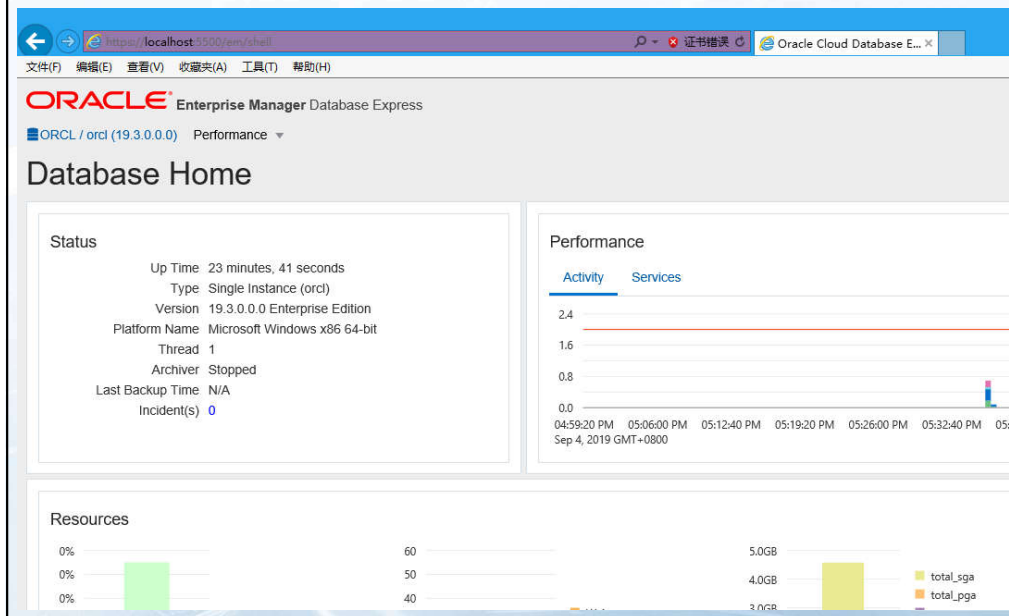 https://localhost:5500/em/shell
证书错误
Oracle Cloud Database E...
文件(F) 编辑(E) 查看(V) 收藏夹(A) 工具(T) 帮助(H)
ORACLE Enterprise Manager Database Express
ORCL / orcl (19.3.0.0.0) Performance
Database Home
Status
Up Time 23 minutes, 41 seconds
Type Single Instance (orcl)
Version 19.3.0.0.0 Enterprise Edition
Platform Name Microsoft Windows x86 64-bit
Thread 1
Archiver Stopped
Last Backup Time N/A
Incident(s) 0
Performance
Activity Services
2.4
1.6
0.8
0.0
04:59:20 PM 05:06:00 PM 05:12:40 PM 05:19:20 PM 05:26:00 PM 05:32:40 PM 05:
Sep 4, 2019 GMT+0800
Resources
0%
0%
0%
60
50
40
5.0GB
4.0GB
3.0GB
total_sga
total_pga